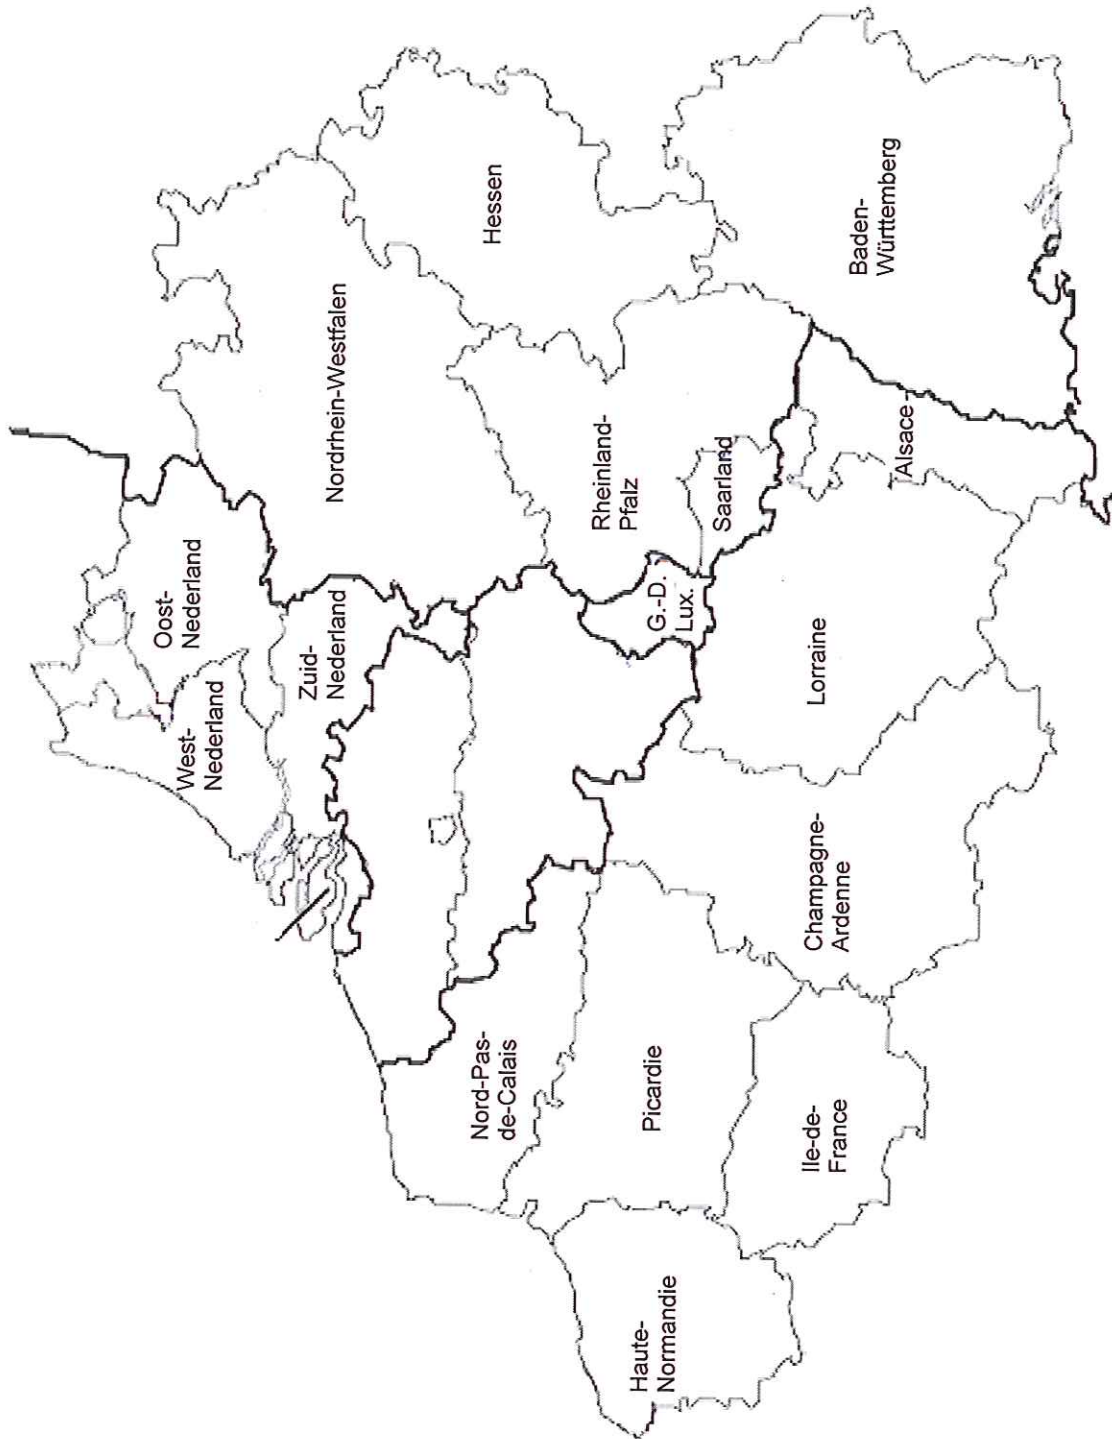 West-
Nederland
Oost-
Nederland
Zuid-
Nederland
Nordrhein-Westfalen
Hessen
Nord-Pas-
de-Calais
Rheinland-
Pfalz
G.-D.
Lux.
Saarland
Haute-
Normandie
Picardie
Ile-de-
France
Champagne-
Ardenne
Lorraine
Alsace-
Baden-
Württemberg